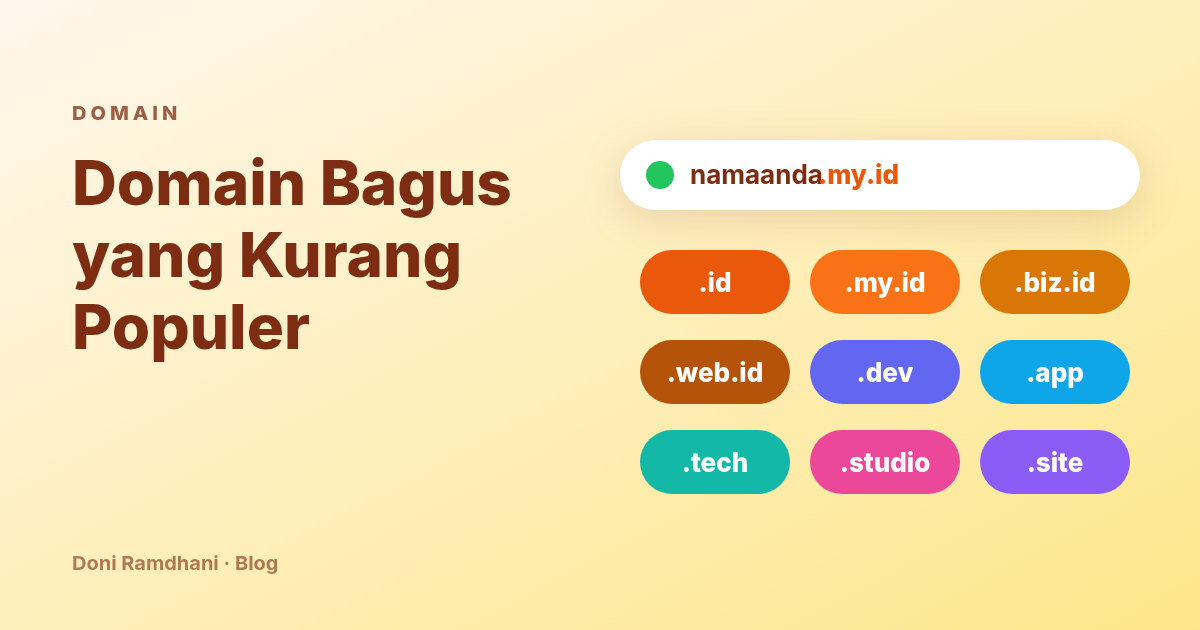 DOMAIN
Domain Bagus
yang Kurang
Populer
namaanda.my.id
.id
.my.id
.biz.id
.web.id
.dev
.app
.tech
.studio
.site
Doni Ramdhani · Blog